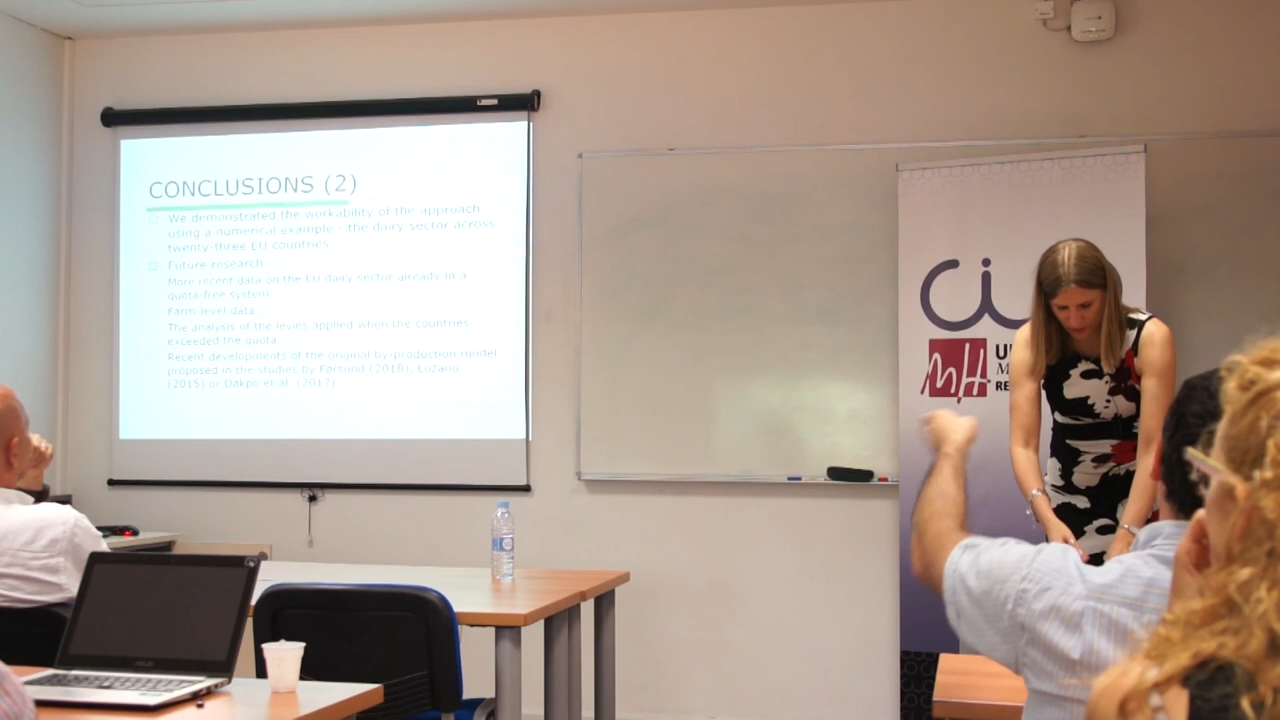 CONCLUSIONS (2)
We demonstrated the workability of the approach
using a numerical example - the dairy sector across
twenty-three EU countries.
Future research:
More recent data on the EU dairy sector already in a
quota-free system.
Farm-level data.
The analysis of the levies applied when the countries
exceeded the quota.
Recent developments of the original by-production model
proposed in the studies by Førsund (2018), Lozano
(2015) or Dakpo et al. (2017)
ci
MH
U
M
RE
ASUS